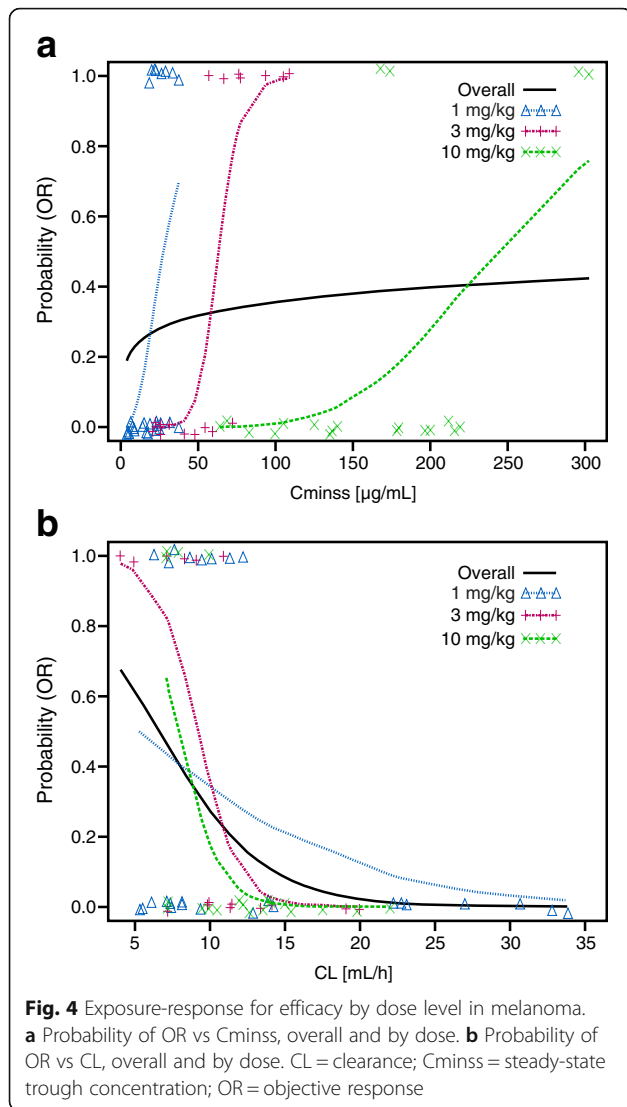 a
1.0
0.8
0.6
0.4
0.2
0.0
Probability (OR)
Overall
1 mg/kg
3 mg/kg
10 mg/kg
0 50 100 150 200 250 300
Cminss [µg/mL]
b
1.0
0.8
0.6
0.4
0.2
0.0
Probability (OR)
Overall
1 mg/kg
3 mg/kg
10 mg/kg
5 10 15 20 25 30 35
CL [mL/h]
Fig. 4 Exposure-response for efficacy by dose level in melanoma.
a Probability of OR vs Cminss, overall and by dose. b Probability of
OR vs CL, overall and by dose. CL = clearance; Cminss = steady-state
trough concentration; OR = objective response